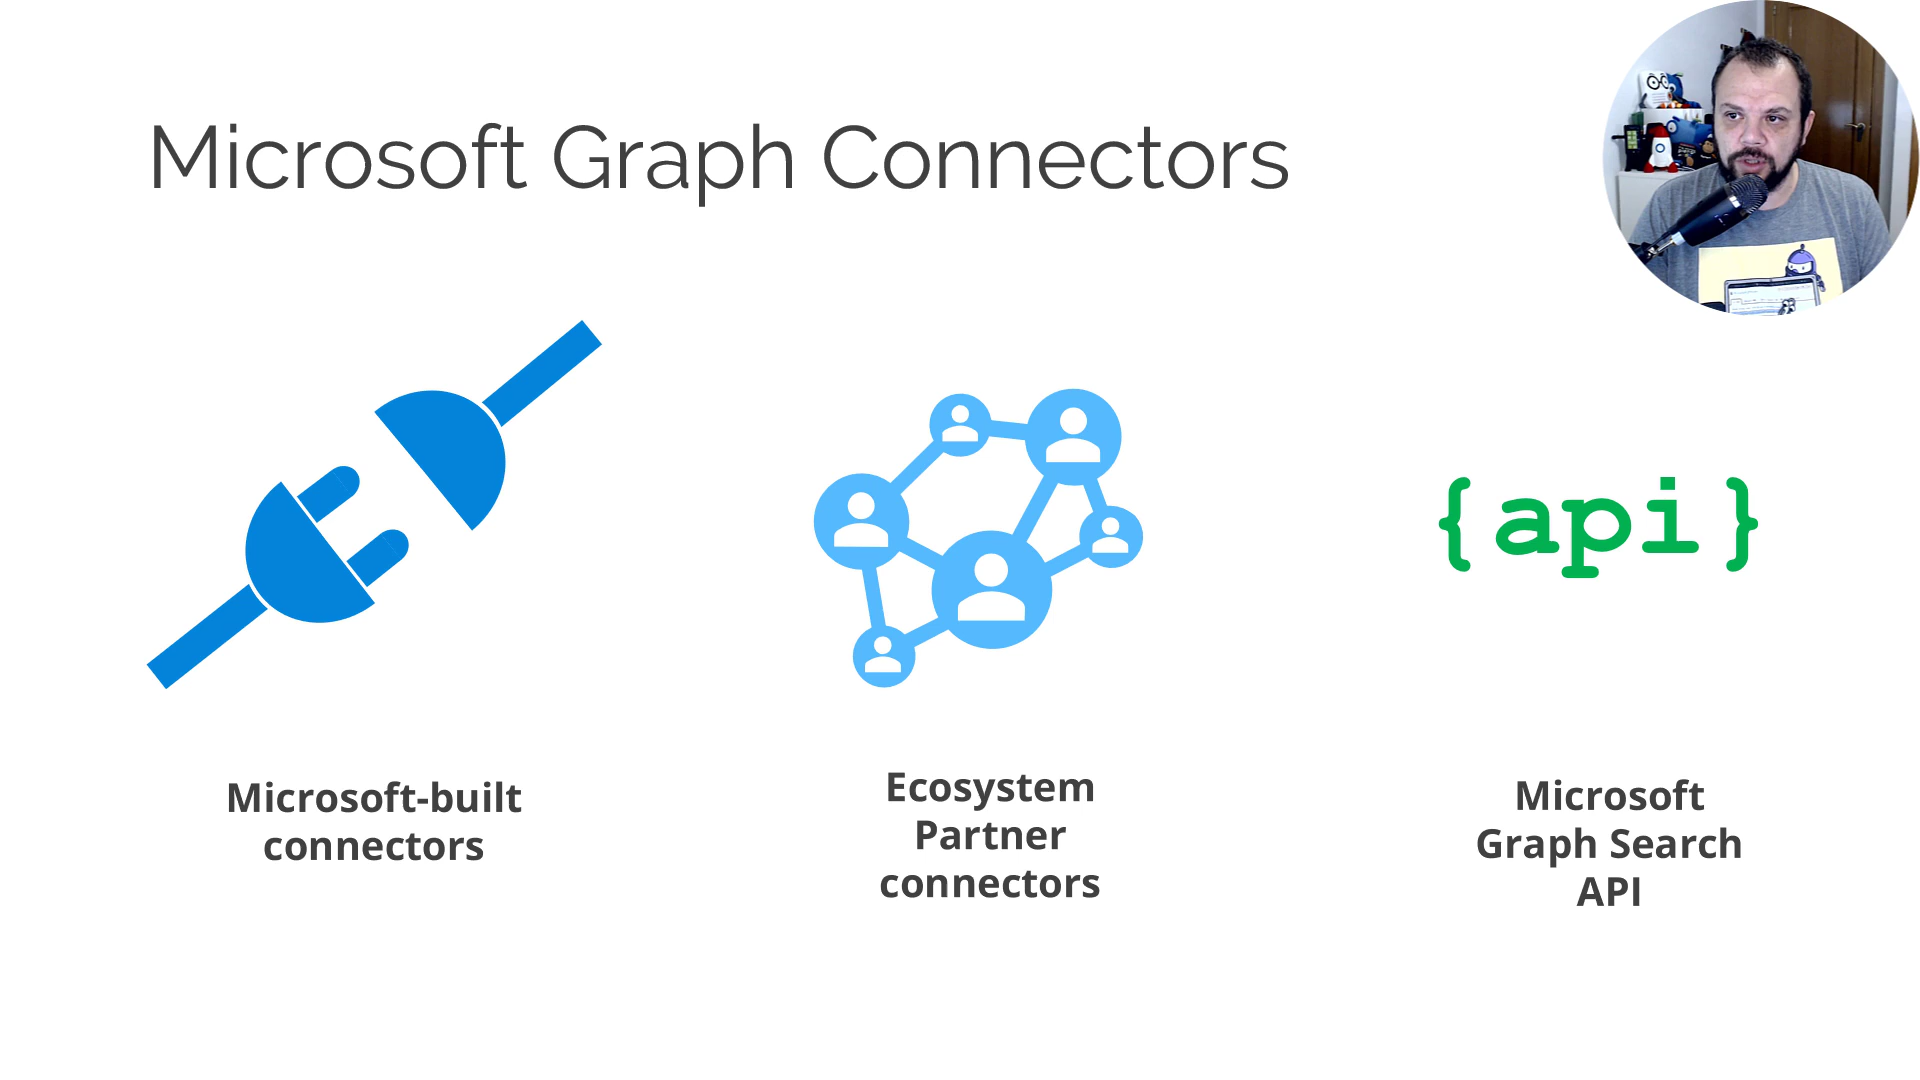 Microsoft Graph Connectors
{api}
Microsoft-built
connectors
Ecosystem
Partner
connectors
Microsoft
Graph Search
API